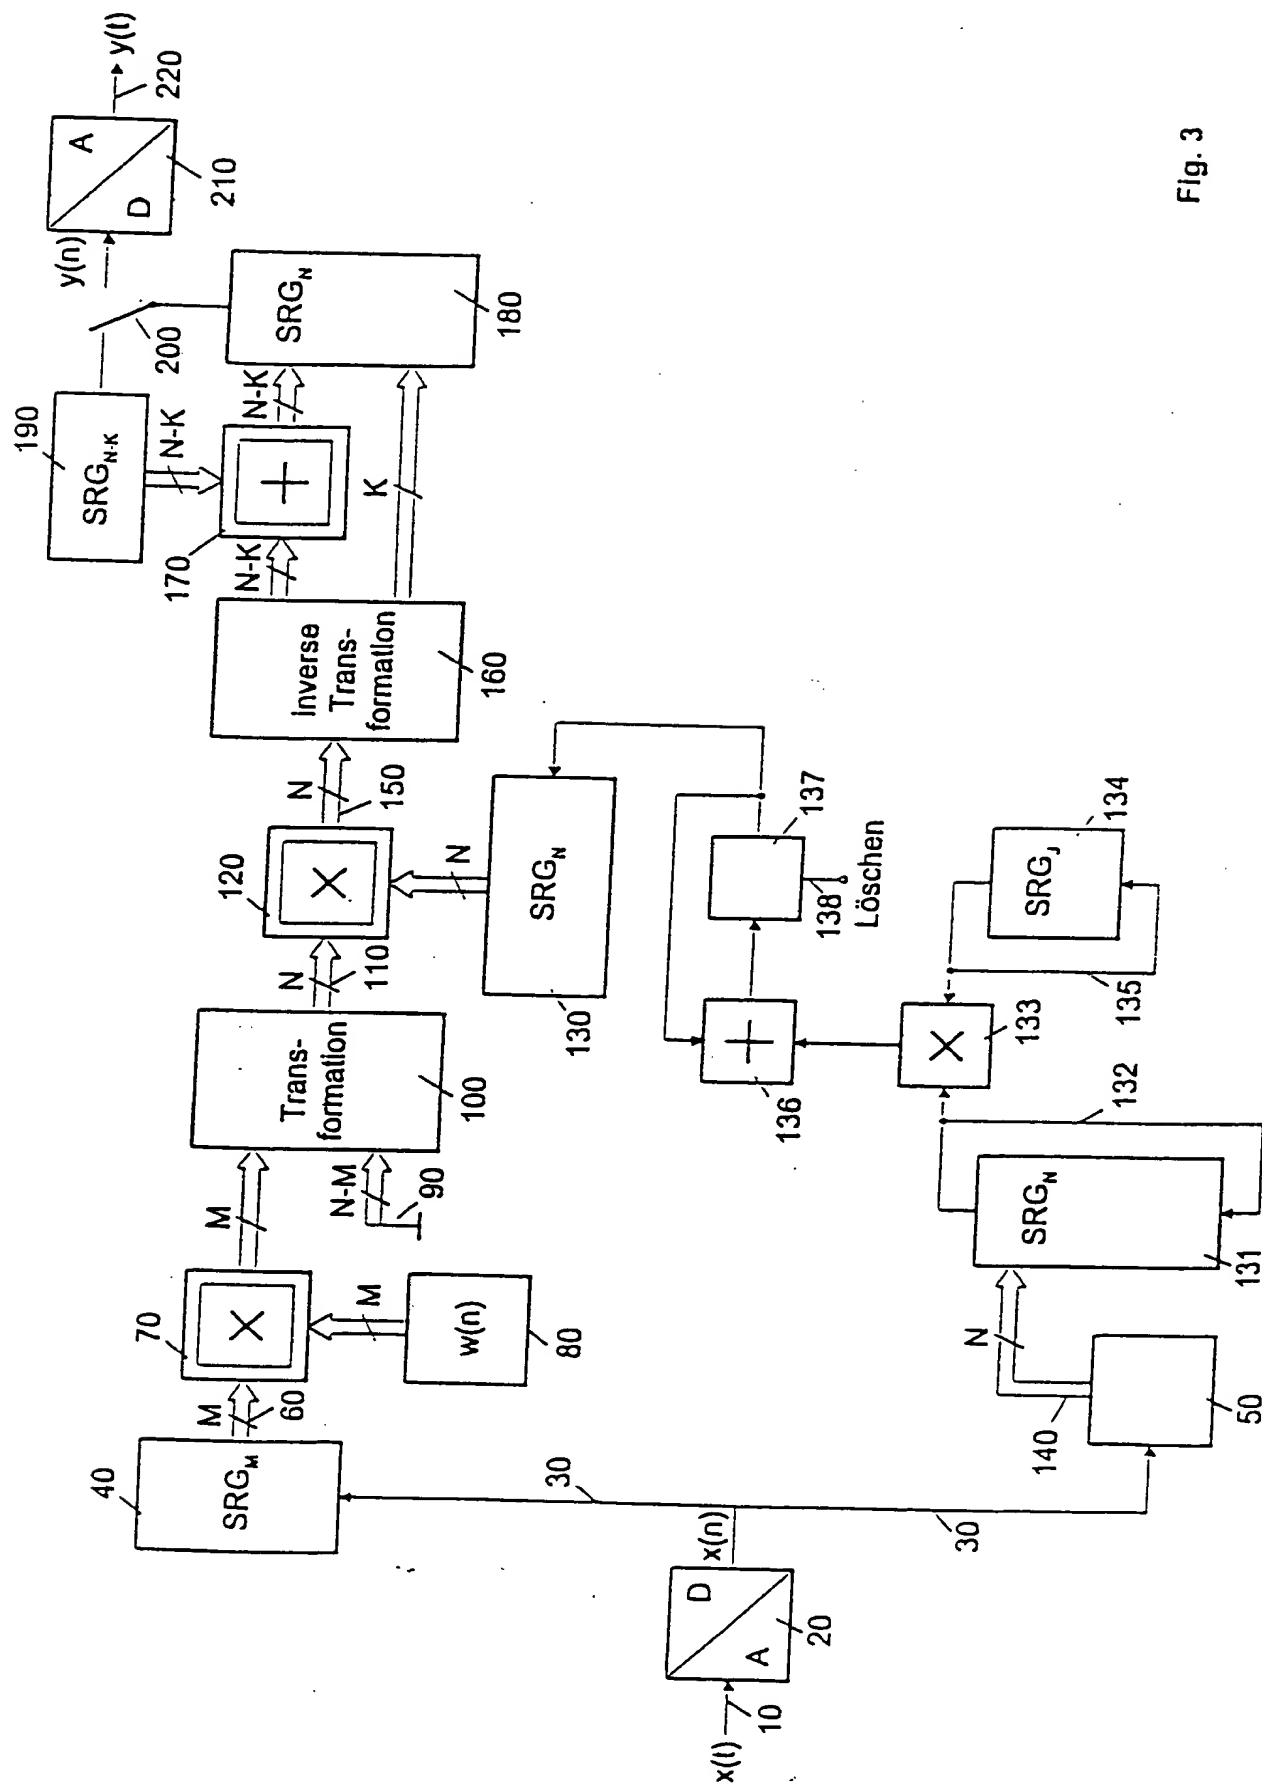 x(t)
10
A
D
20
x(n)
30
30
40
SRG_M
M
60
70
×
M
w(n)
80
M
N-M
90
Trans-
formation
100
N
110
120
×
N
SRG_N
130
N
150
Inverse
Trans-
formation
160
N-K
K
170
+
N-K
190
SRG_N-K
N-K
SRG_N
180
200
y(n)
A
D
210
220
y(t)
50
140
N
SRG_N
131
132
×
133
SRG_J
134
135
+
136
137
138
Löschen
Fig. 3